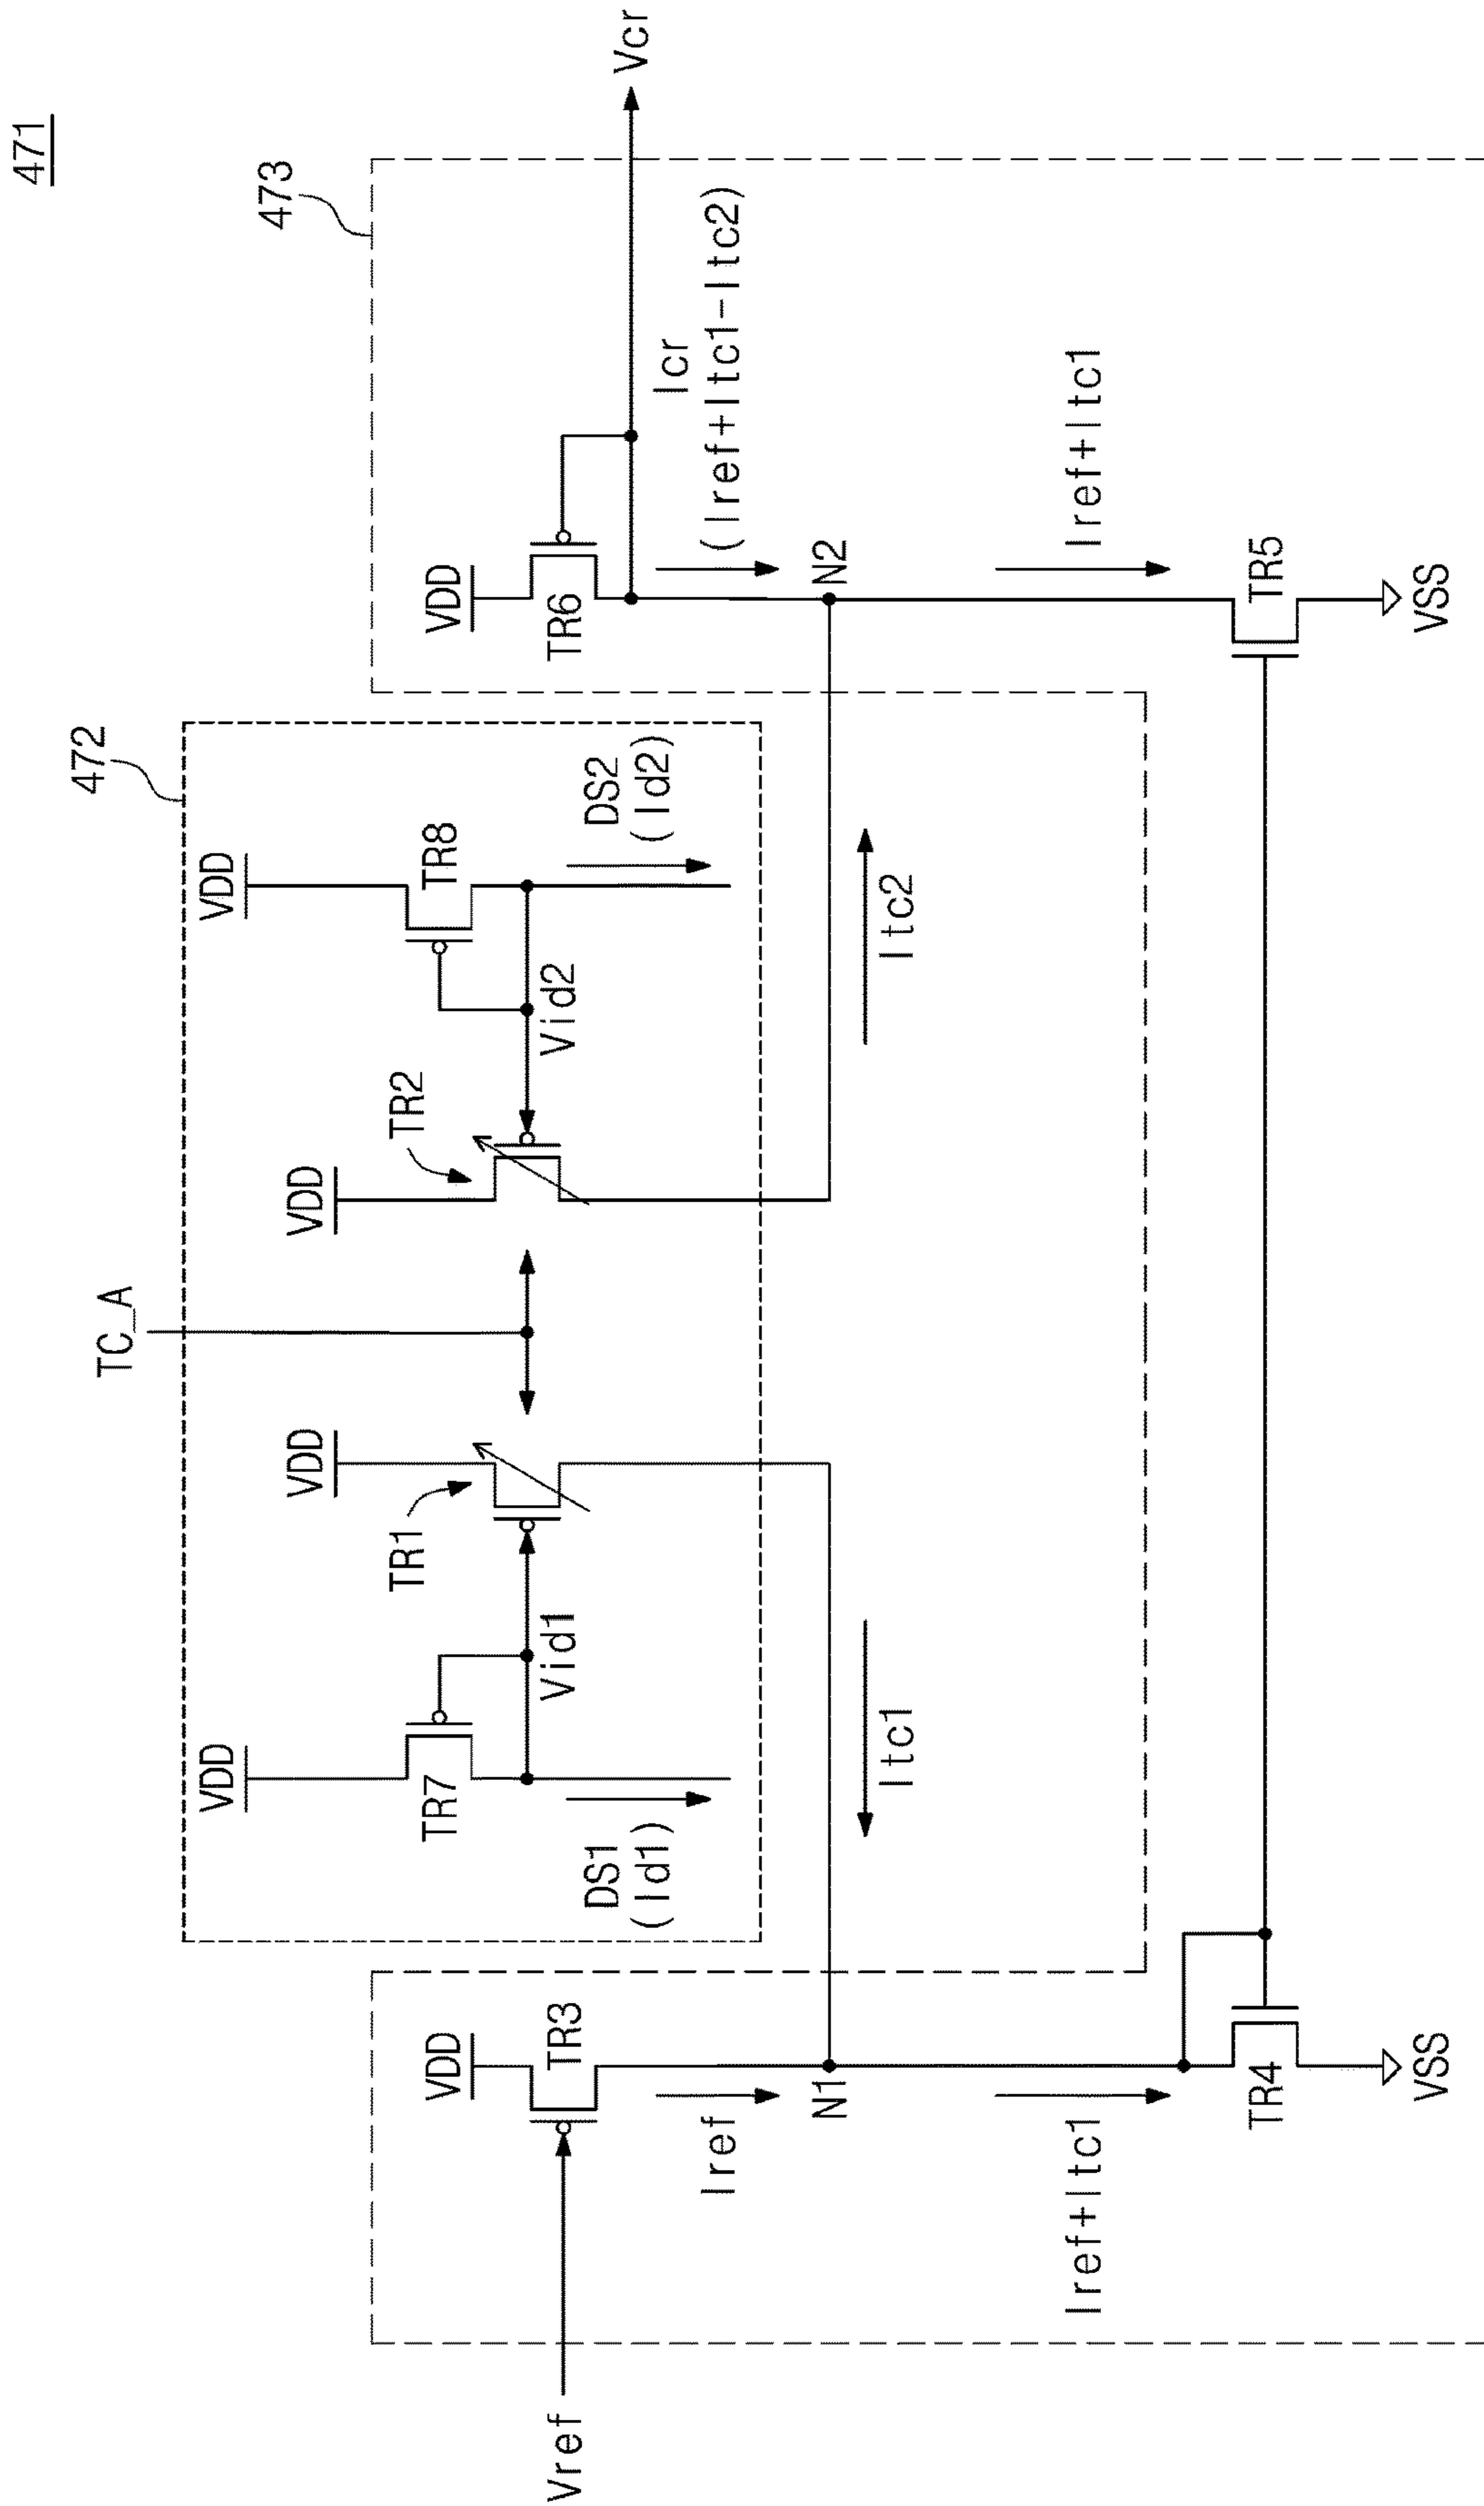 471
472
473
TC_A
VDD
VDD
VDD
VDD
TR1
TR2
TR7
TR8
Vid1
Vid2
DS1
(Id1)
DS2
(Id2)
VDD
VDD
TR3
TR6
Vref
Vcr
Iref
Icr
(Iref+Itc1-Itc2)
N1
N2
Itc1
Itc2
Iref+Itc1
Iref+Itc1
TR4
TR5
VSS
VSS